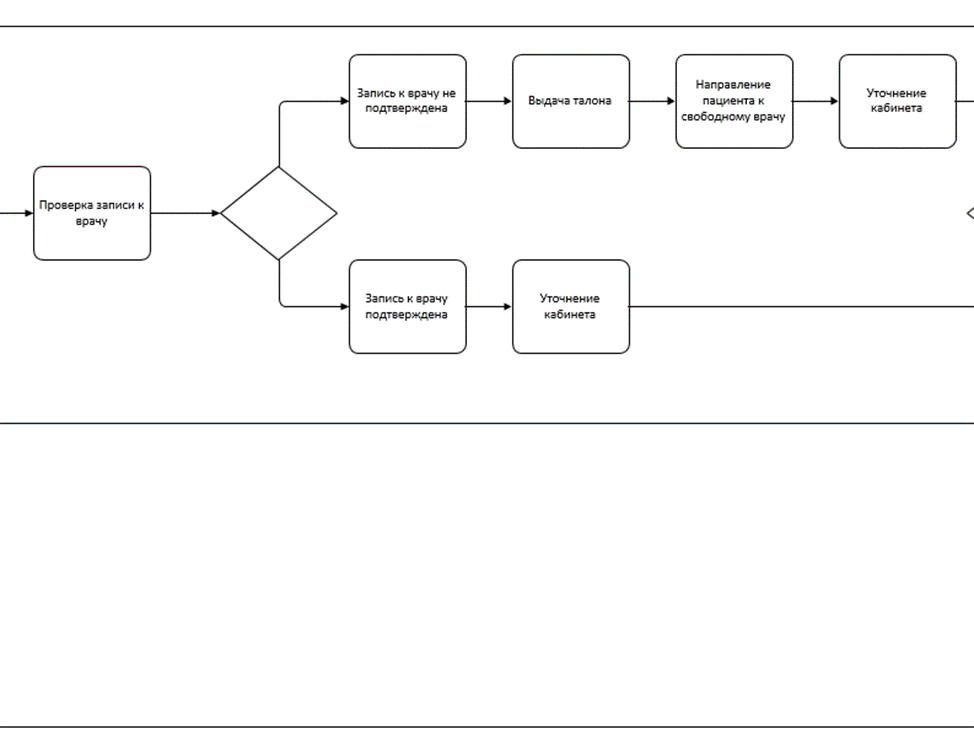 Запись к врачу не
подтверждена
Выдача талона
Направление
пациента к
свободному врачу
Уточнение
кабинета
Проверка записи к
врачу
Запись к врачу
подтверждена
Уточнение
кабинета